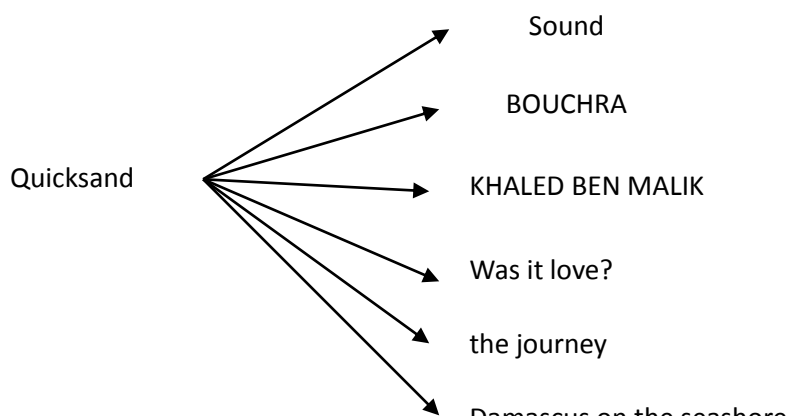 Sound
BOUCHRA
Quicksand
KHALED BEN MALIK
Was it love?
the journey
Damascus on the seashore